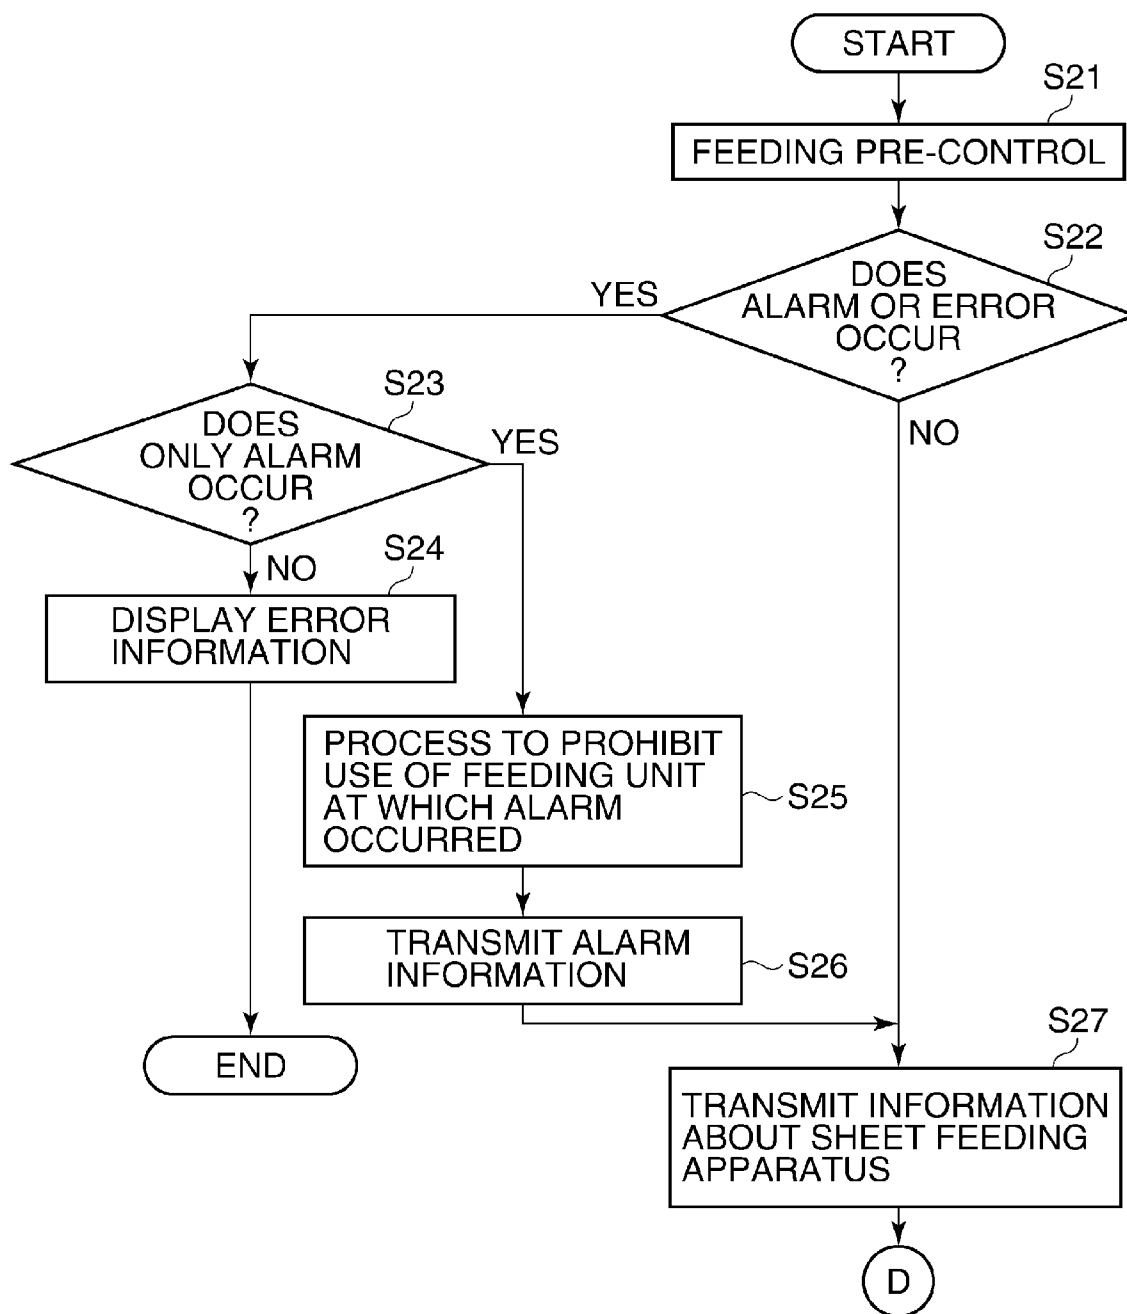 START
S21
FEEDING PRE-CONTROL
S22
DOES
ALARM OR ERROR
OCCUR
?
YES
NO
S23
DOES
ONLY ALARM
OCCUR
?
YES
NO
S24
DISPLAY ERROR
INFORMATION
PROCESS TO PROHIBIT
USE OF FEEDING UNIT
AT WHICH ALARM
OCCURRED
S25
TRANSMIT ALARM
INFORMATION
S26
END
S27
TRANSMIT INFORMATION
ABOUT SHEET FEEDING
APPARATUS
D